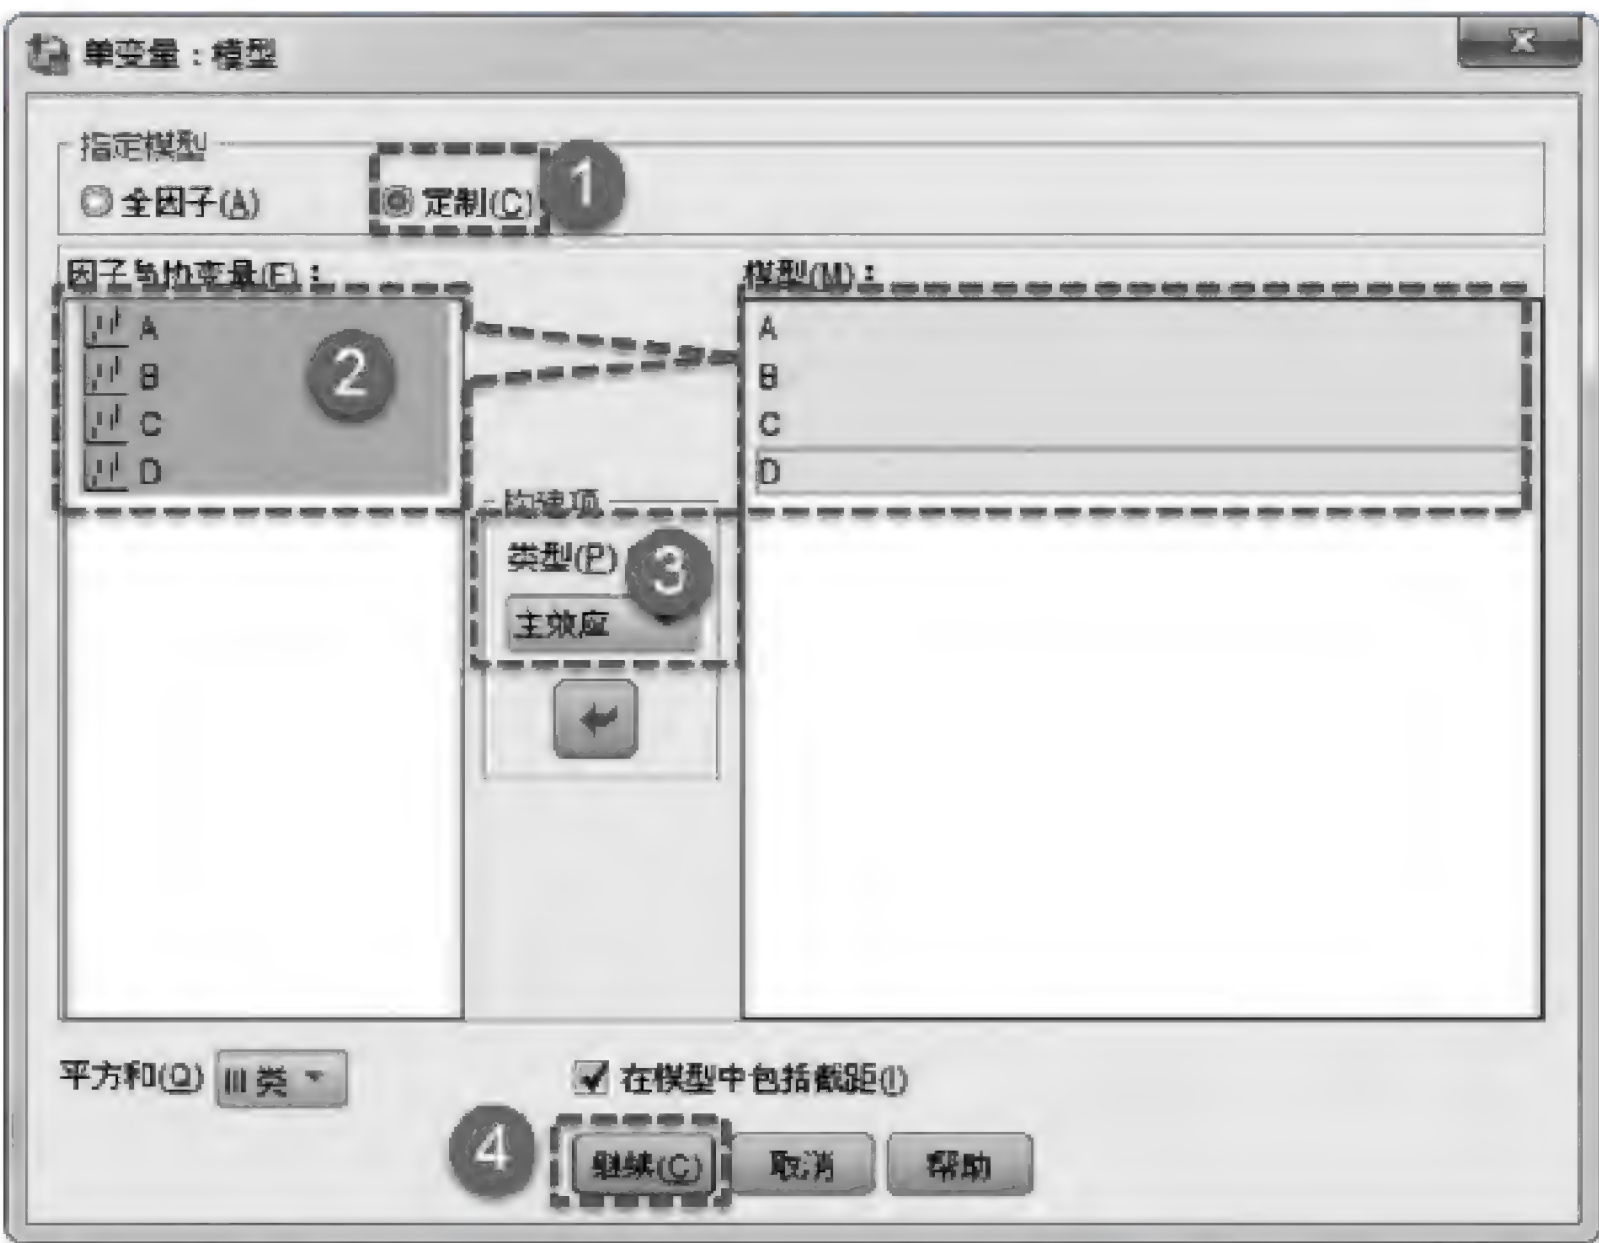 单变量：模型
指定模型
全因子(A)
定制(C)
1
因子与协变量(F)：
模型(M)：
A
B
C
D
2
A
B
C
D
构建项
类型(P)
3
主效应
平方和(Q)
III 类
在模型中包括截距(I)
4
继续(C)
取消
帮助